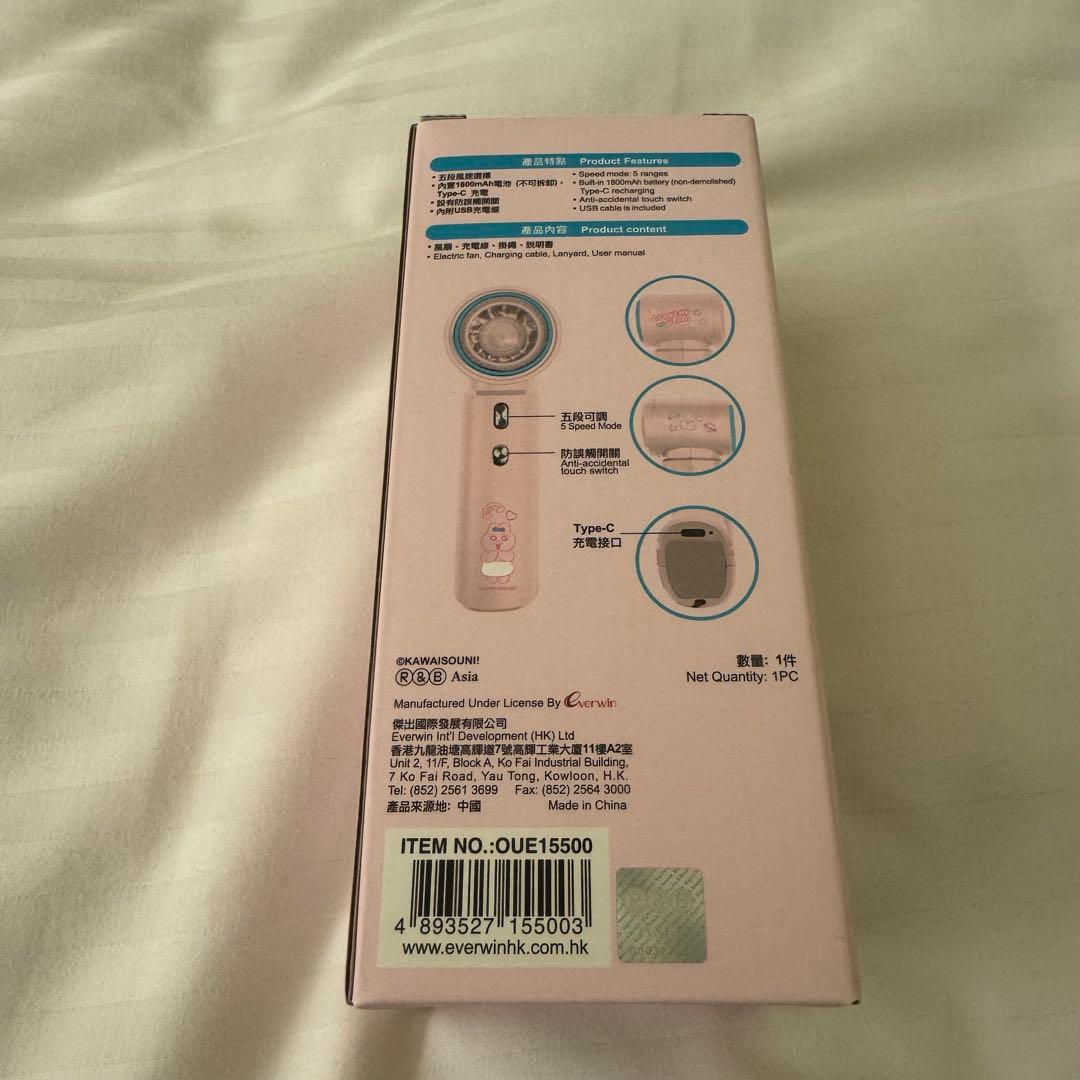 產品特點 Product Features
• 五段風速選擇
• 內置1800mAh電池 (不可拆卸)，
Type-C 充電
• 設有防誤觸開關
• 內附USB充電線
• Speed mode: 5 ranges
• Built-in 1800mAh battery (non-demolished)
Type-C recharging
• Anti-accidental touch switch
• USB cable is included
產品內容 Product content
• 風扇、充電線、掛繩、説明書
• Electric fan, Charging cable, Lanyard, User manual
五段可調
5 Speed Mode
防誤觸開關
Anti-accidental
touch switch
Type-C
充電接口
©KAWAISOUNI!
R&B Asia
數量: 1件
Net Quantity: 1PC
Manufactured Under License By everwin
傑出國際發展有限公司
Everwin Int'l Development (HK) Ltd
香港九龍油塘高輝道7號高輝工業大廈11樓A2室
Unit 2, 11/F, Block A, Ko Fai Industrial Building,
7 Ko Fai Road, Yau Tong, Kowloon, H.K.
Tel: (852) 2561 3699 Fax: (852) 2564 3000
產品來源地: 中國 Made in China
ITEM NO.:OUE15500
4 893527 155003
www.everwinhk.com.hk
R&B